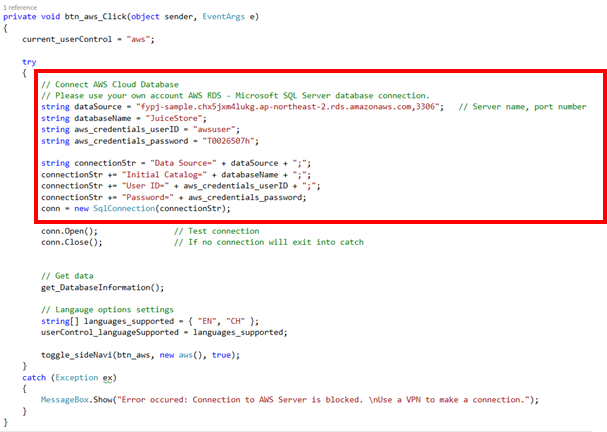 1 reference
private void btn_aws_Click(object sender, EventArgs e)
{
current_userControl = "aws";
try
{
// Connect AWS Cloud Database
// Please use your own account AWS RDS - Microsoft SQL Server database connection.
string dataSource = "fypj-sample.chx5jxm4lukg.ap-northeast-2.rds.amazonaws.com,3306"; // Server name, port number
string databaseName = "JuiceStore";
string aws_credentials_userID = "awsuser";
string aws_credentials_password = "T0026507h";
string connectionStr = "Data Source=" + dataSource + ";";
connectionStr += "Initial Catalog=" + databaseName + ";";
connectionStr += "User ID=" + aws_credentials_userID + ";";
connectionStr += "Password=" + aws_credentials_password;
conn = new SqlConnection(connectionStr);
conn.Open(); // Test connection
conn.Close(); // If no connection will exit into catch
// Get data
get_DatabaseInformation();
// Langauge options settings
string[] languages_supported = { "EN", "CH" };
userControl_languageSupported = languages_supported;
toggle_sideNavi(btn_aws, new aws(), true);
}
catch (Exception ex)
{
MessageBox.Show("Error occured: Connection to AWS Server is blocked. \nUse a VPN to make a connection.");
}
}